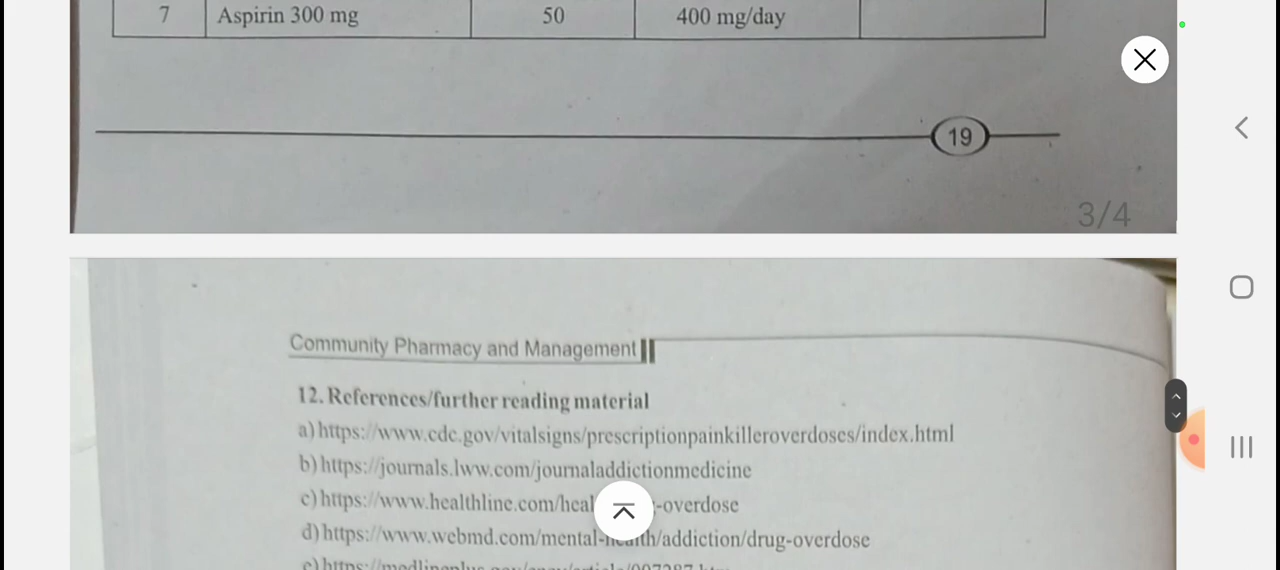 7 Aspirin 300 mg 50 400 mg/day
19
3/4
Community Pharmacy and Management
12. References/further reading material
a) https://www.cdc.gov/vitalsigns/prescriptionpainkilleroverdoses/index.html
b) https://journals.lww.com/journaladdictionmedicine
c) https://www.healthline.com/heal -overdose
d) https://www.webmd.com/mental-health/addiction/drug-overdose